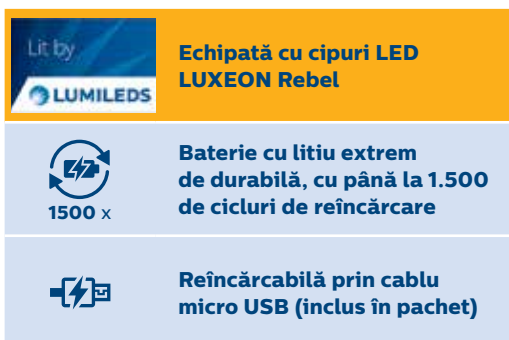 Lit by
LUMILEDS
Echipată cu cipuri LED
LUXEON Rebel
1500 x
Baterie cu litiu extrem
de durabilă, cu până la 1.500
de cicluri de reîncărcare
Reîncărcabilă prin cablu
micro USB (inclus în pachet)